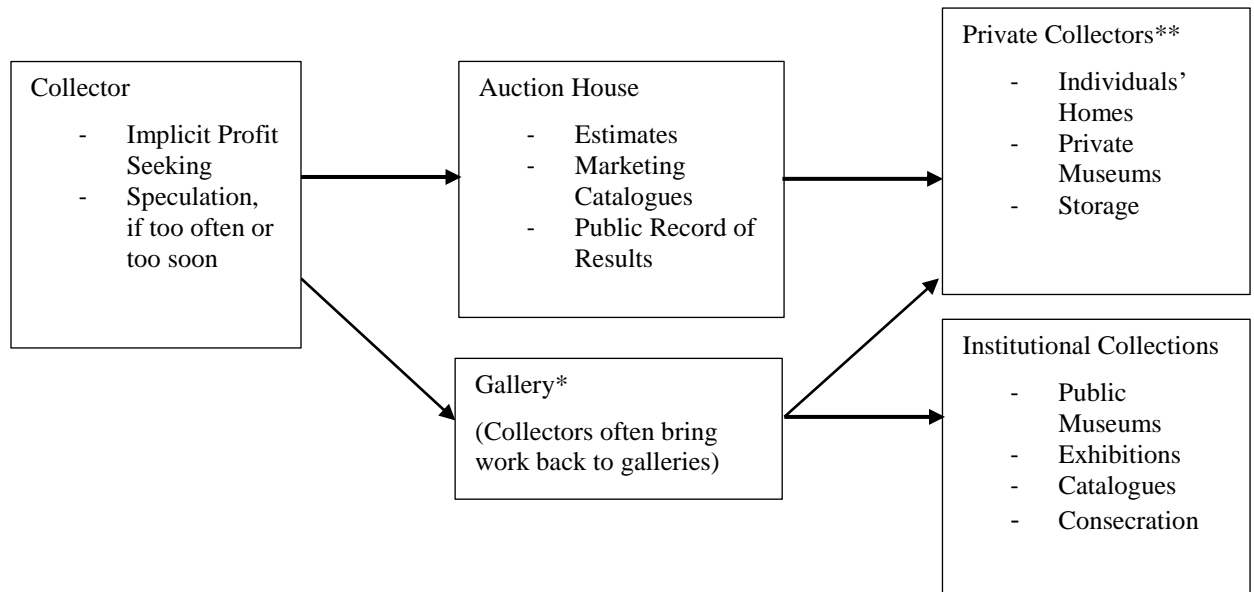 Collector
- Implicit Profit
Seeking
- Speculation,
if too often or
too soon
Auction House
- Estimates
- Marketing
Catalogues
- Public Record of
Results
Gallery*
(Collectors often bring
work back to galleries)
Private Collectors**
- Individuals’
Homes
- Private
Museums
- Storage
Institutional Collections
- Public
Museums
- Exhibitions
- Catalogues
- Consecration